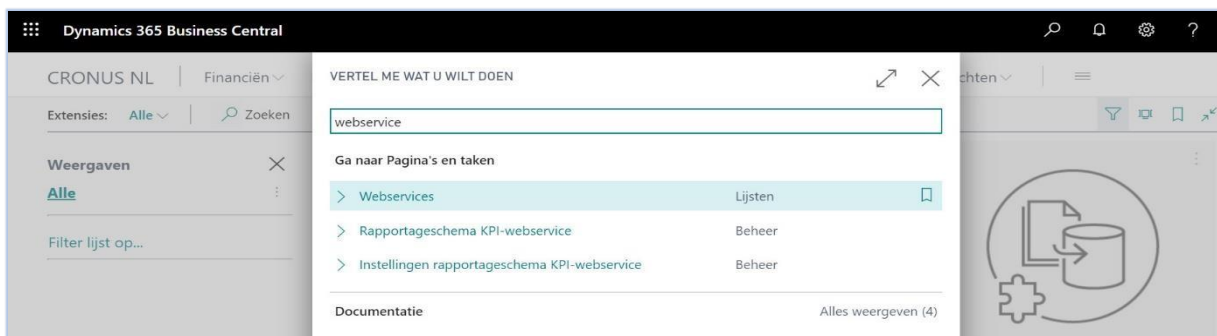 Dynamics 365 Business Central
CRONUS NL Financiën
Extensies: Alle Zoeken
Weergaven
Alle
Filter lijst op...
VERTEL ME WAT U WILT DOEN
webservice
Ga naar Pagina's en taken
Webservices Lijsten
Rapportageschema KPI-webservice Beheer
Instellingen rapportageschema KPI-webservice Beheer
Documentatie Alles weergeven (4)
chten